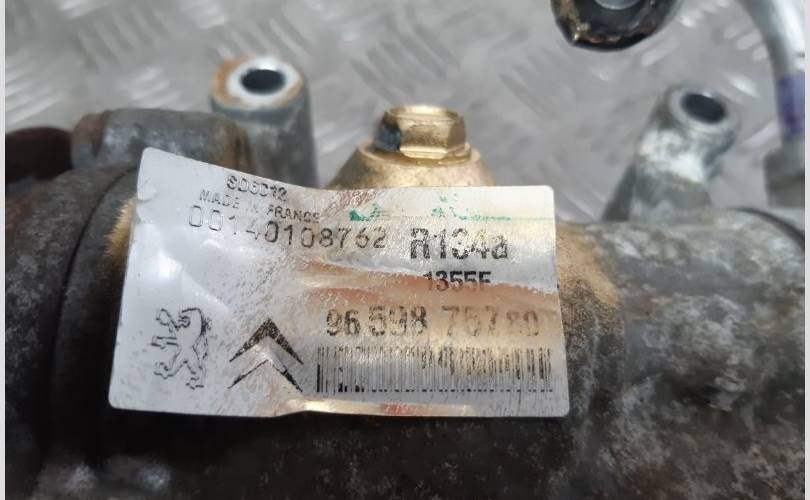 SD6C12
MADE IN FRANCE
00140108762
R134a
1355F
96 598 757 80